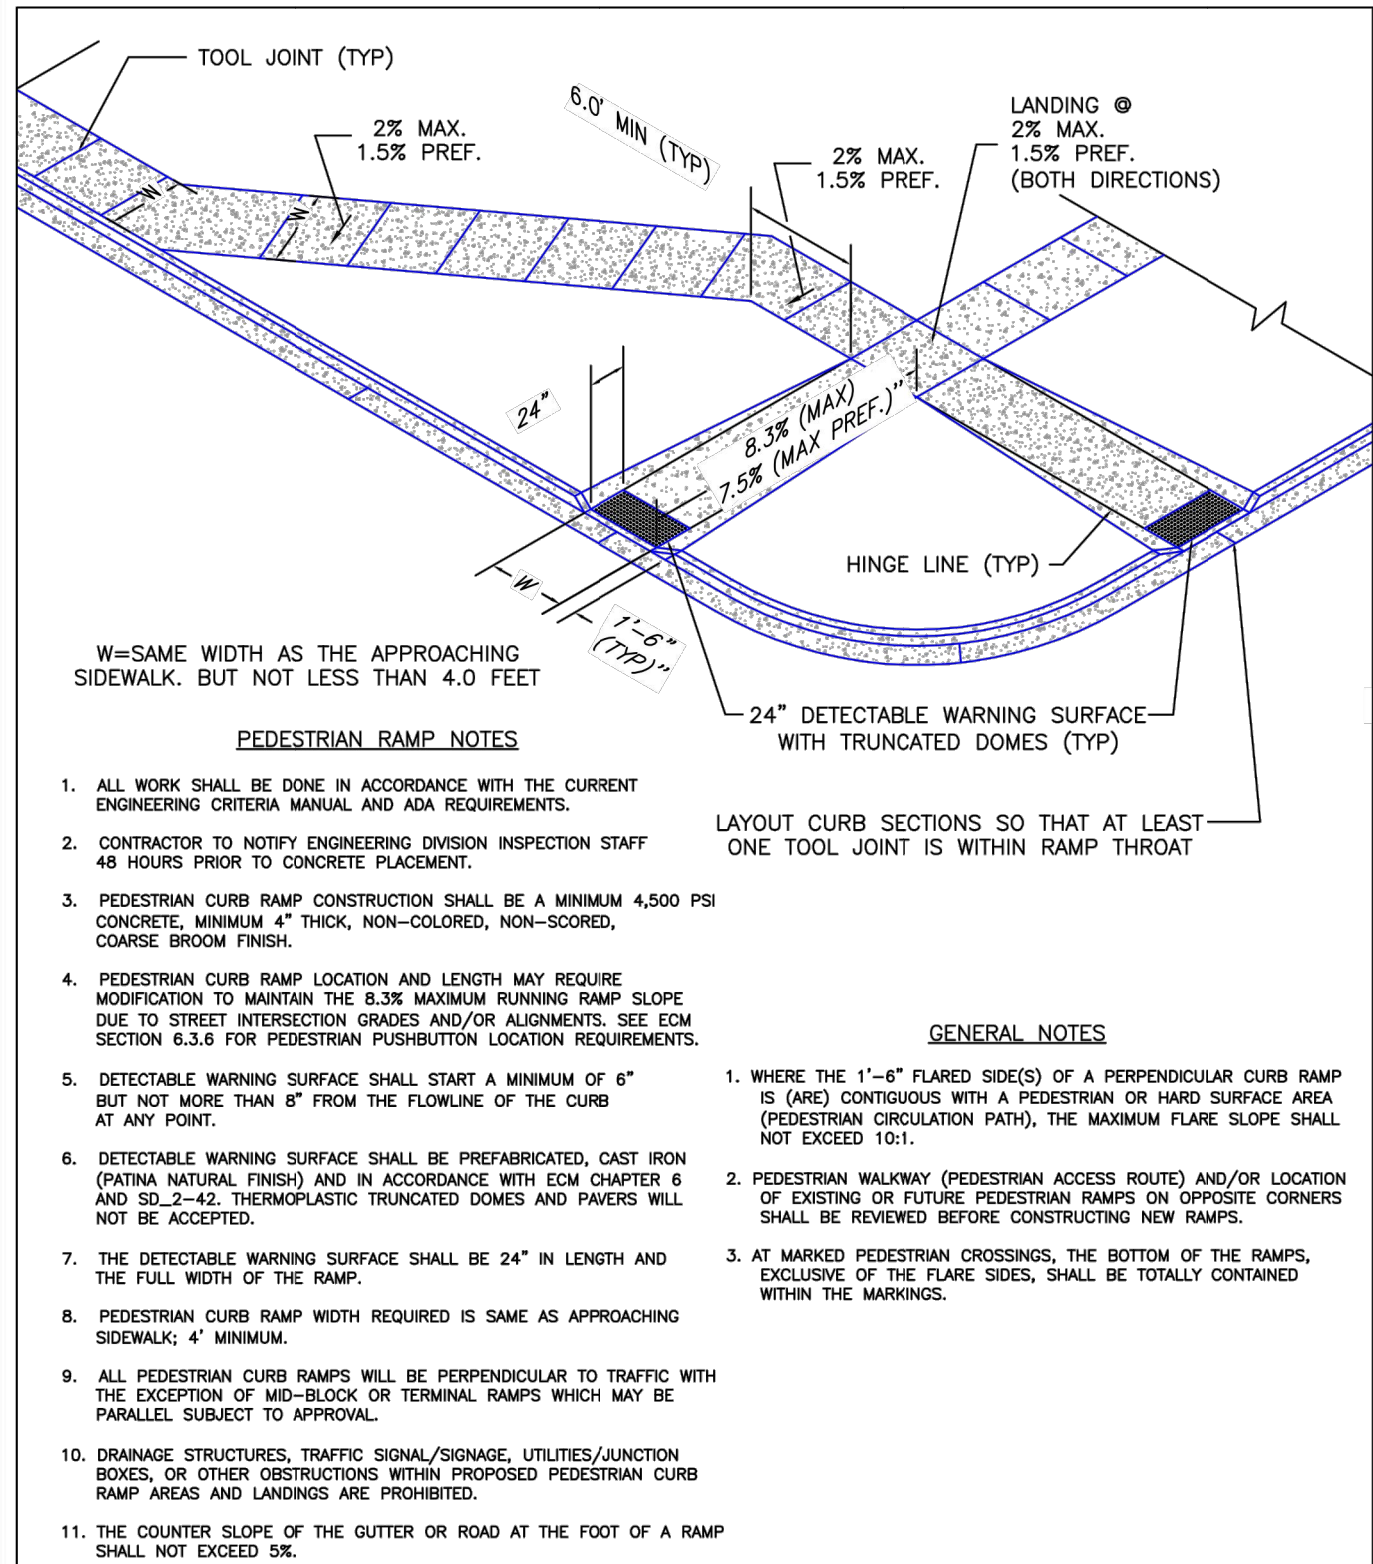 TOOL JOINT (TYP)
2% MAX.
1.5% PREF.
6.0' MIN (TYP)
2% MAX.
1.5% PREF.
LANDING @
2% MAX.
1.5% PREF.
(BOTH DIRECTIONS)
W
W
24"
8.3% (MAX)
7.5% (MAX PREF.)"
HINGE LINE (TYP)
W
1'-6"
(TYP)"
W=SAME WIDTH AS THE APPROACHING
SIDEWALK. BUT NOT LESS THAN 4.0 FEET
24" DETECTABLE WARNING SURFACE
WITH TRUNCATED DOMES (TYP)
LAYOUT CURB SECTIONS SO THAT AT LEAST
ONE TOOL JOINT IS WITHIN RAMP THROAT
PEDESTRIAN RAMP NOTES
1. ALL WORK SHALL BE DONE IN ACCORDANCE WITH THE CURRENT
ENGINEERING CRITERIA MANUAL AND ADA REQUIREMENTS.
2. CONTRACTOR TO NOTIFY ENGINEERING DIVISION INSPECTION STAFF
48 HOURS PRIOR TO CONCRETE PLACEMENT.
3. PEDESTRIAN CURB RAMP CONSTRUCTION SHALL BE A MINIMUM 4,500 PSI
CONCRETE, MINIMUM 4" THICK, NON-COLORED, NON-SCORED,
COARSE BROOM FINISH.
4. PEDESTRIAN CURB RAMP LOCATION AND LENGTH MAY REQUIRE
MODIFICATION TO MAINTAIN THE 8.3% MAXIMUM RUNNING RAMP SLOPE
DUE TO STREET INTERSECTION GRADES AND/OR ALIGNMENTS. SEE ECM
SECTION 6.3.6 FOR PEDESTRIAN PUSHBUTTON LOCATION REQUIREMENTS.
5. DETECTABLE WARNING SURFACE SHALL START A MINIMUM OF 6"
BUT NOT MORE THAN 8" FROM THE FLOWLINE OF THE CURB
AT ANY POINT.
6. DETECTABLE WARNING SURFACE SHALL BE PREFABRICATED, CAST IRON
(PATINA NATURAL FINISH) AND IN ACCORDANCE WITH ECM CHAPTER 6
AND SD_2-42. THERMOPLASTIC TRUNCATED DOMES AND PAVERS WILL
NOT BE ACCEPTED.
7. THE DETECTABLE WARNING SURFACE SHALL BE 24" IN LENGTH AND
THE FULL WIDTH OF THE RAMP.
8. PEDESTRIAN CURB RAMP WIDTH REQUIRED IS SAME AS APPROACHING
SIDEWALK; 4' MINIMUM.
9. ALL PEDESTRIAN CURB RAMPS WILL BE PERPENDICULAR TO TRAFFIC WITH
THE EXCEPTION OF MID-BLOCK OR TERMINAL RAMPS WHICH MAY BE
PARALLEL SUBJECT TO APPROVAL.
10. DRAINAGE STRUCTURES, TRAFFIC SIGNAL/SIGNAGE, UTILITIES/JUNCTION
BOXES, OR OTHER OBSTRUCTIONS WITHIN PROPOSED PEDESTRIAN CURB
RAMP AREAS AND LANDINGS ARE PROHIBITED.
11. THE COUNTER SLOPE OF THE GUTTER OR ROAD AT THE FOOT OF A RAMP
SHALL NOT EXCEED 5%.
GENERAL NOTES
1. WHERE THE 1'-6" FLARED SIDE(S) OF A PERPENDICULAR CURB RAMP
IS (ARE) CONTIGUOUS WITH A PEDESTRIAN OR HARD SURFACE AREA
(PEDESTRIAN CIRCULATION PATH), THE MAXIMUM FLARE SLOPE SHALL
NOT EXCEED 10:1.
2. PEDESTRIAN WALKWAY (PEDESTRIAN ACCESS ROUTE) AND/OR LOCATION
OF EXISTING OR FUTURE PEDESTRIAN RAMPS ON OPPOSITE CORNERS
SHALL BE REVIEWED BEFORE CONSTRUCTING NEW RAMPS.
3. AT MARKED PEDESTRIAN CROSSINGS, THE BOTTOM OF THE RAMPS,
EXCLUSIVE OF THE FLARE SIDES, SHALL BE TOTALLY CONTAINED
WITHIN THE MARKINGS.